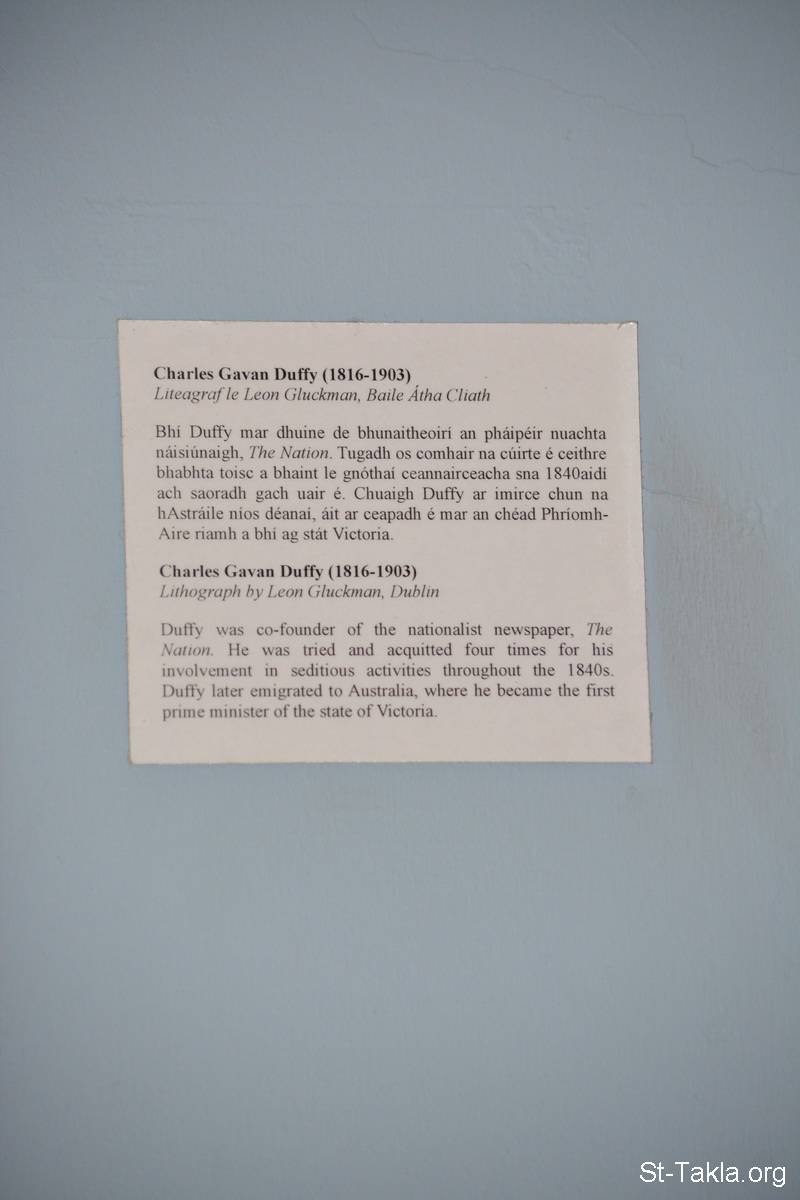 Charles Gavan Duffy (1816-1903)
Liteagraf le Leon Gluckman, Baile Átha Cliath
Bhí Duffy mar dhuine de bhunaitheoirí an pháipéir nuachta
náisiúnaigh, The Nation. Tugadh os comhair na cúirte é ceithre
bhabhta toisc a bhaint le gnóthaí ceannairceacha sna 1840aidí
ach saoradh gach uair é. Chuaigh Duffy ar imirce chun na
hAstráile níos déanaí, áit ar ceapadh é mar an chéad Phríomh-
Aire riamh a bhí ag stát Victoria.
Charles Gavan Duffy (1816-1903)
Lithograph by Leon Gluckman, Dublin
Duffy was co-founder of the nationalist newspaper, The
Nation. He was tried and acquitted four times for his
involvement in seditious activities throughout the 1840s.
Duffy later emigrated to Australia, where he became the first
prime minister of the state of Victoria.
St-Takla.org